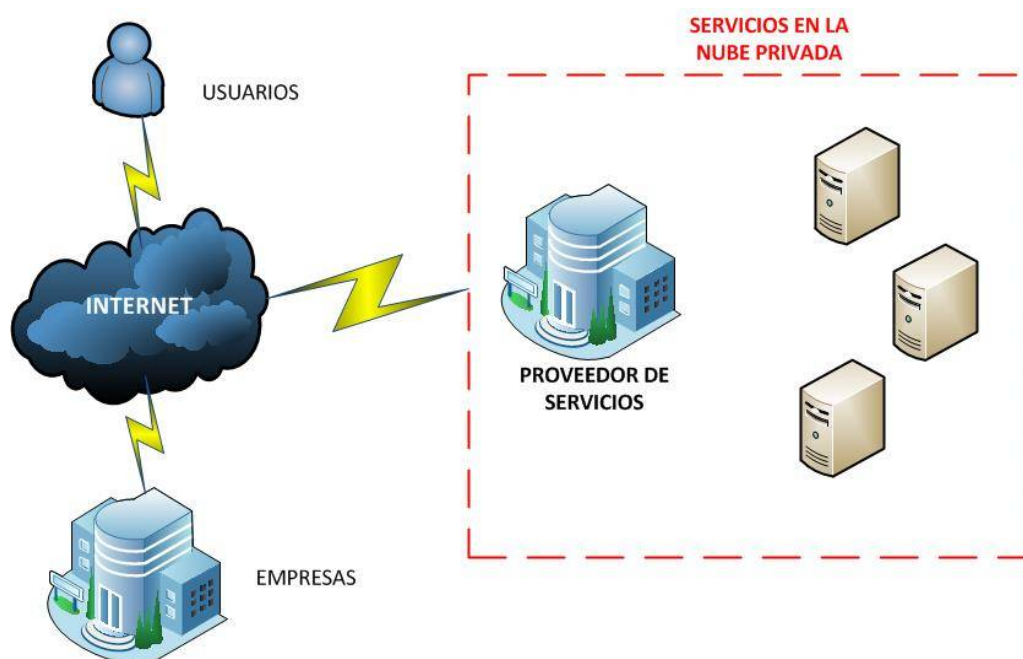 SERVICIOS EN LA
NUBE PRIVADA
USUARIOS
INTERNET
PROVEEDOR DE
SERVICIOS
EMPRESAS